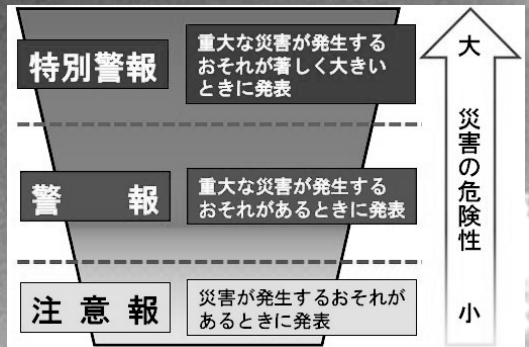 特別警報
重大な災害が発生する
おそれが著しく大きい
ときに発表
警 報
重大な災害が発生する
おそれがあるときに発表
注意報
災害が発生するおそれが
あるときに発表
大
災害の危険性
小